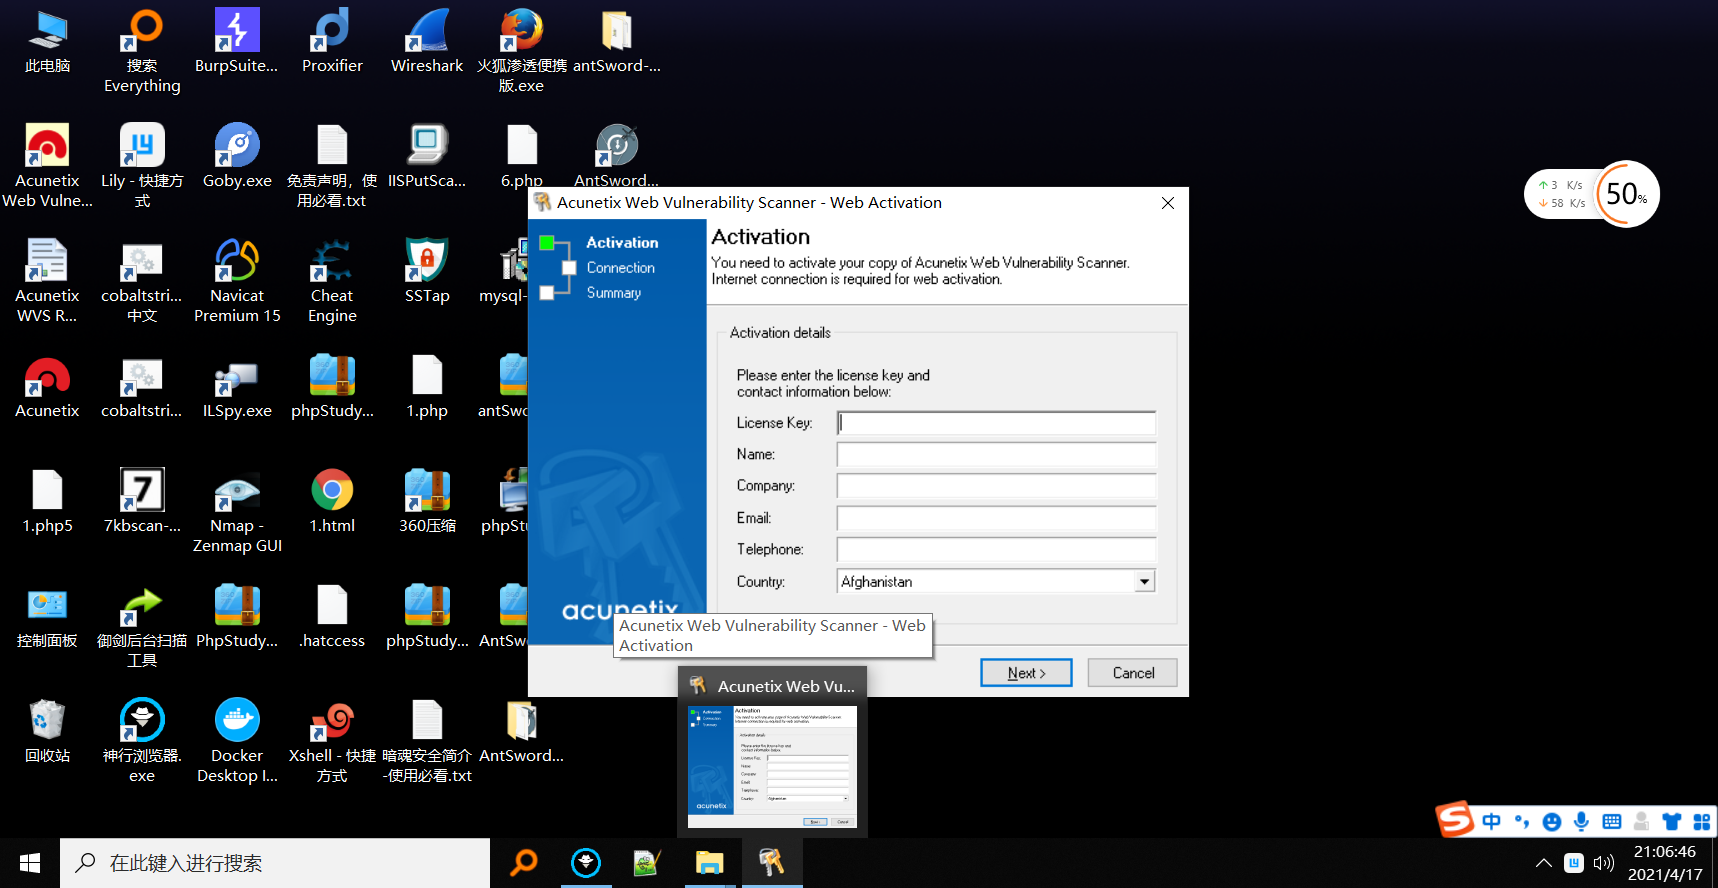 此电脑
搜索
Everything
BurpSuite...
Proxifier
Wireshark
火狐渗透便携
版.exe
antSword-...
Acunetix
Web Vulne...
Lily - 快捷方
式
Goby.exe
免责声明，使
用必看.txt
IISPutSca...
6.php
AntSword...
Acunetix
WVS R...
cobaltstri...
中文
Navicat
Premium 15
Cheat
Engine
SSTap
mysql-
Acunetix
cobaltstri...
ILSpy.exe
phpStudy...
1.php
antSwo
1.php5
7kbscan-...
Nmap -
Zenmap GUI
1.html
360压缩
phpStu
控制面板
御剑后台扫描
工具
PhpStudy...
.hatccess
phpStudy...
AntSw
回收站
神行浏览器.
exe
Docker
Desktop I...
Xshell - 快捷
方式
暗魂安全简介
-使用必看.txt
AntSword...
Acunetix Web Vulnerability Scanner - Web Activation
Activation
Connection
Summary
acunetix
Activation
You need to activate your copy of Acunetix Web Vulnerability Scanner.
Internet connection is required for web activation.
Activation details
Please enter the license key and
contact information below:
License Key:
Name:
Company:
Email:
Telephone:
Country:
Afghanistan
Next >
Cancel
Acunetix Web Vulnerability Scanner - Web
Activation
Acunetix Web Vu...
3 K/s
58 K/s
50%
中
在此键入进行搜索
21:06:46
2021/4/17